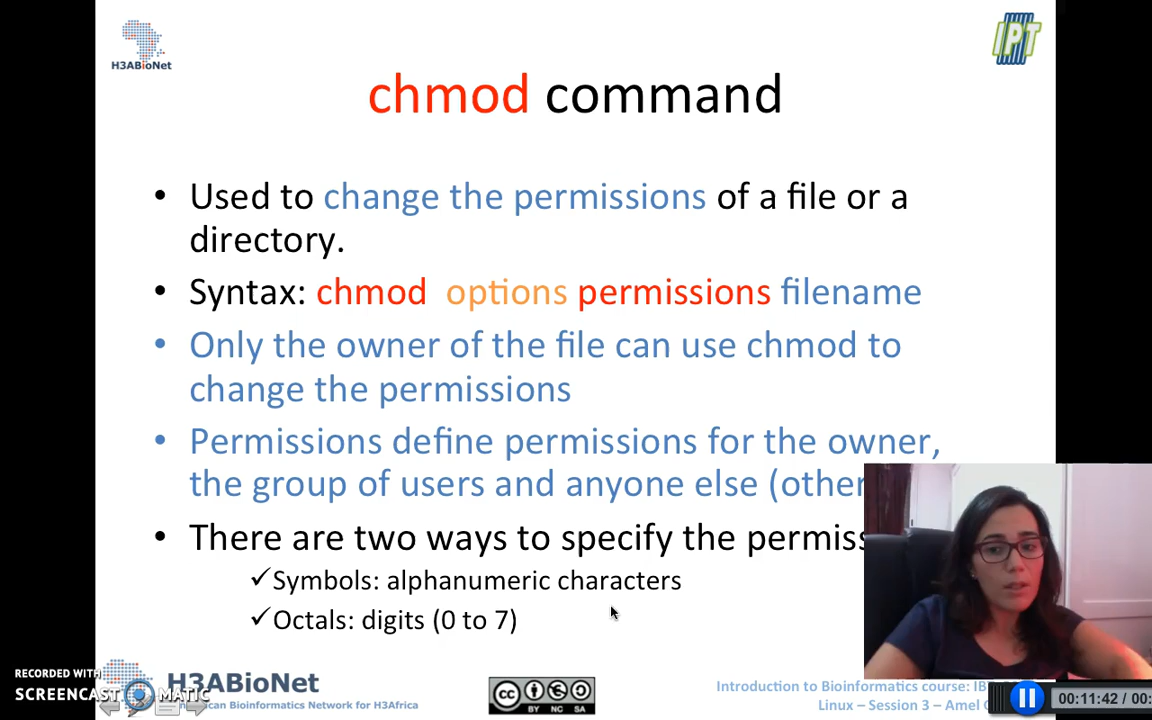 H3ABioNet
IPT
chmod command
• Used to change the permissions of a file or a
directory.
• Syntax: chmod options permissions filename
• Only the owner of the file can use chmod to
change the permissions
• Permissions define permissions for the owner,
the group of users and anyone else (other
• There are two ways to specify the
✓Symbols: alphanumeric characters
✓Octals: digits (0 to 7)
RECORDED WITH
SCREENCAST MATIC
H3ABioNet
Bioinformatics Network for H3Africa
cc
BY NC SA
Introduction to Bioinformatics course:
Linux – Session 3 – Amel
00:11:42 / 00: